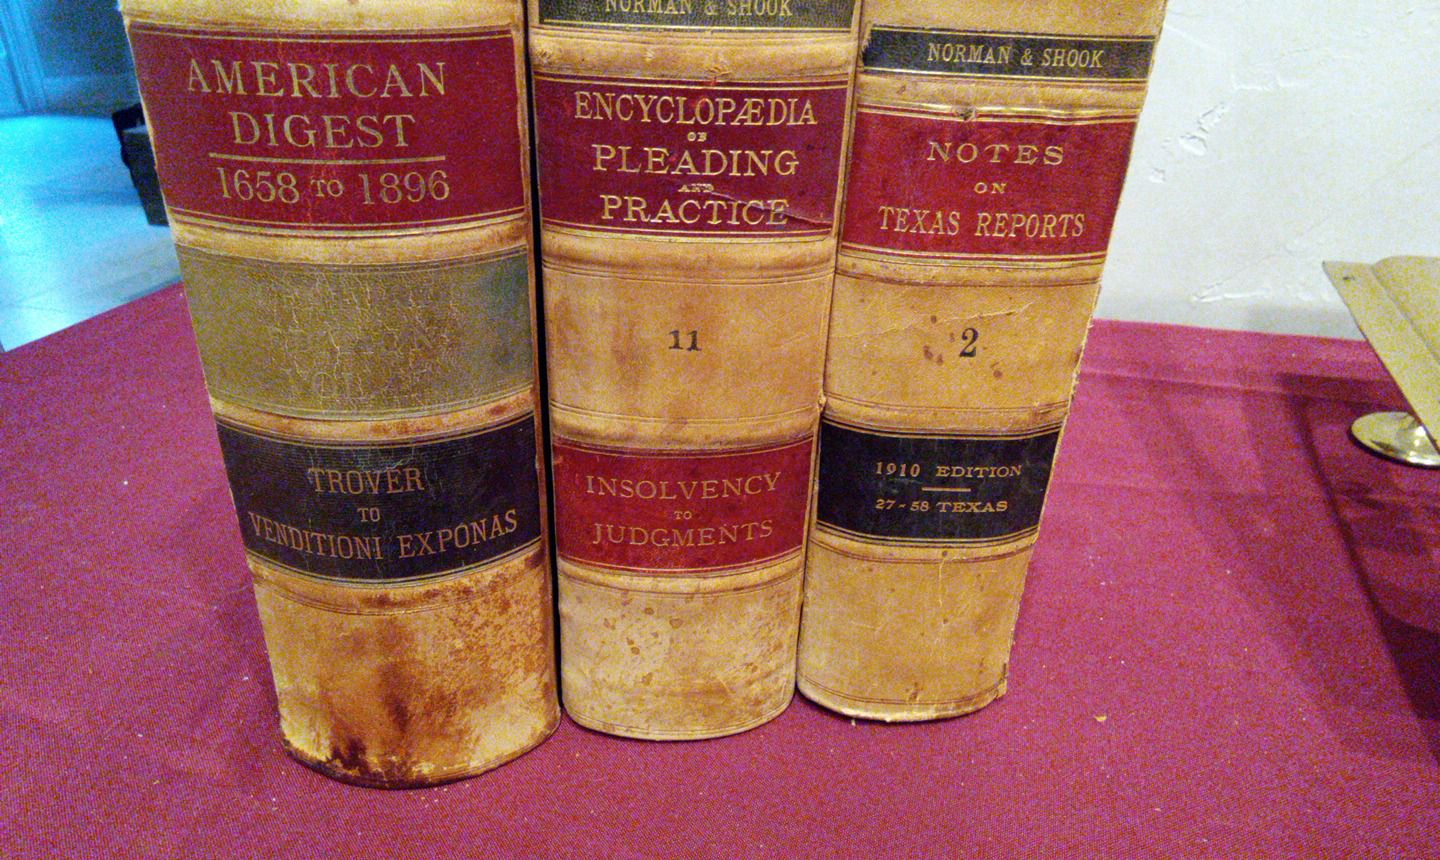 AMERICAN
DIGEST
1658 TO 1896
TROVER
TO
VENDITIONI EXPONAS
NORMAN & SHOOK
ENCYCLOPÆDIA
OF
PLEADING
AND
PRACTICE
11
INSOLVENCY
TO
JUDGMENTS
NORMAN & SHOOK
NOTES
ON
TEXAS REPORTS
2
1910 EDITION
27-58 TEXAS